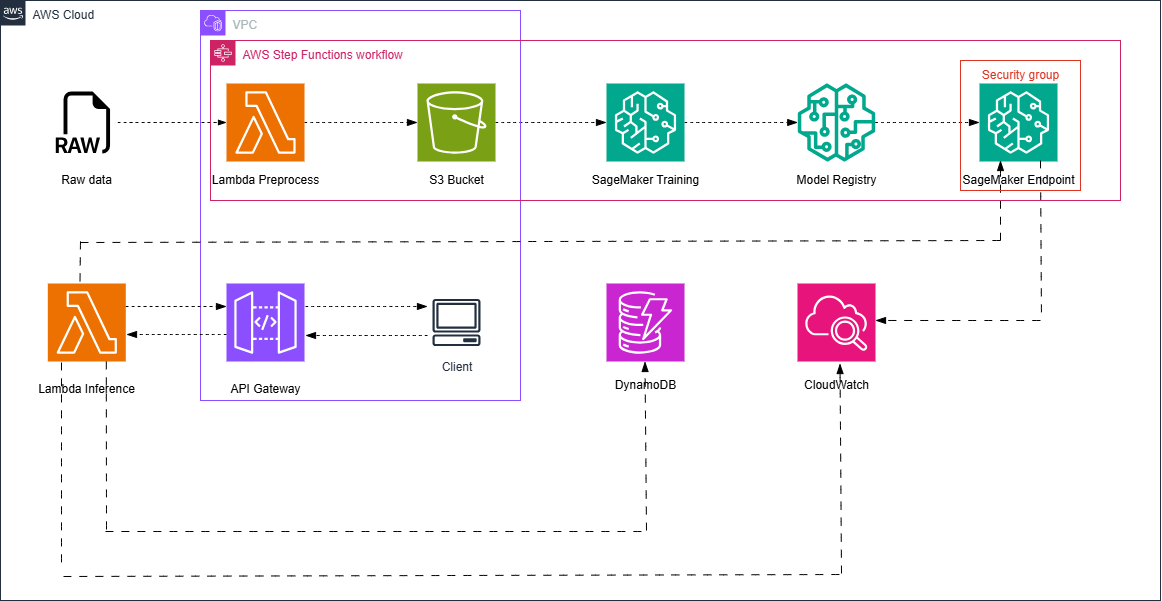 aws
AWS Cloud
VPC
AWS Step Functions workflow
Security group
RAW
Raw data
Lambda Preprocess
S3 Bucket
SageMaker Training
Model Registry
SageMaker Endpoint
</>
Client
Lambda Inference
API Gateway
DynamoDB
CloudWatch